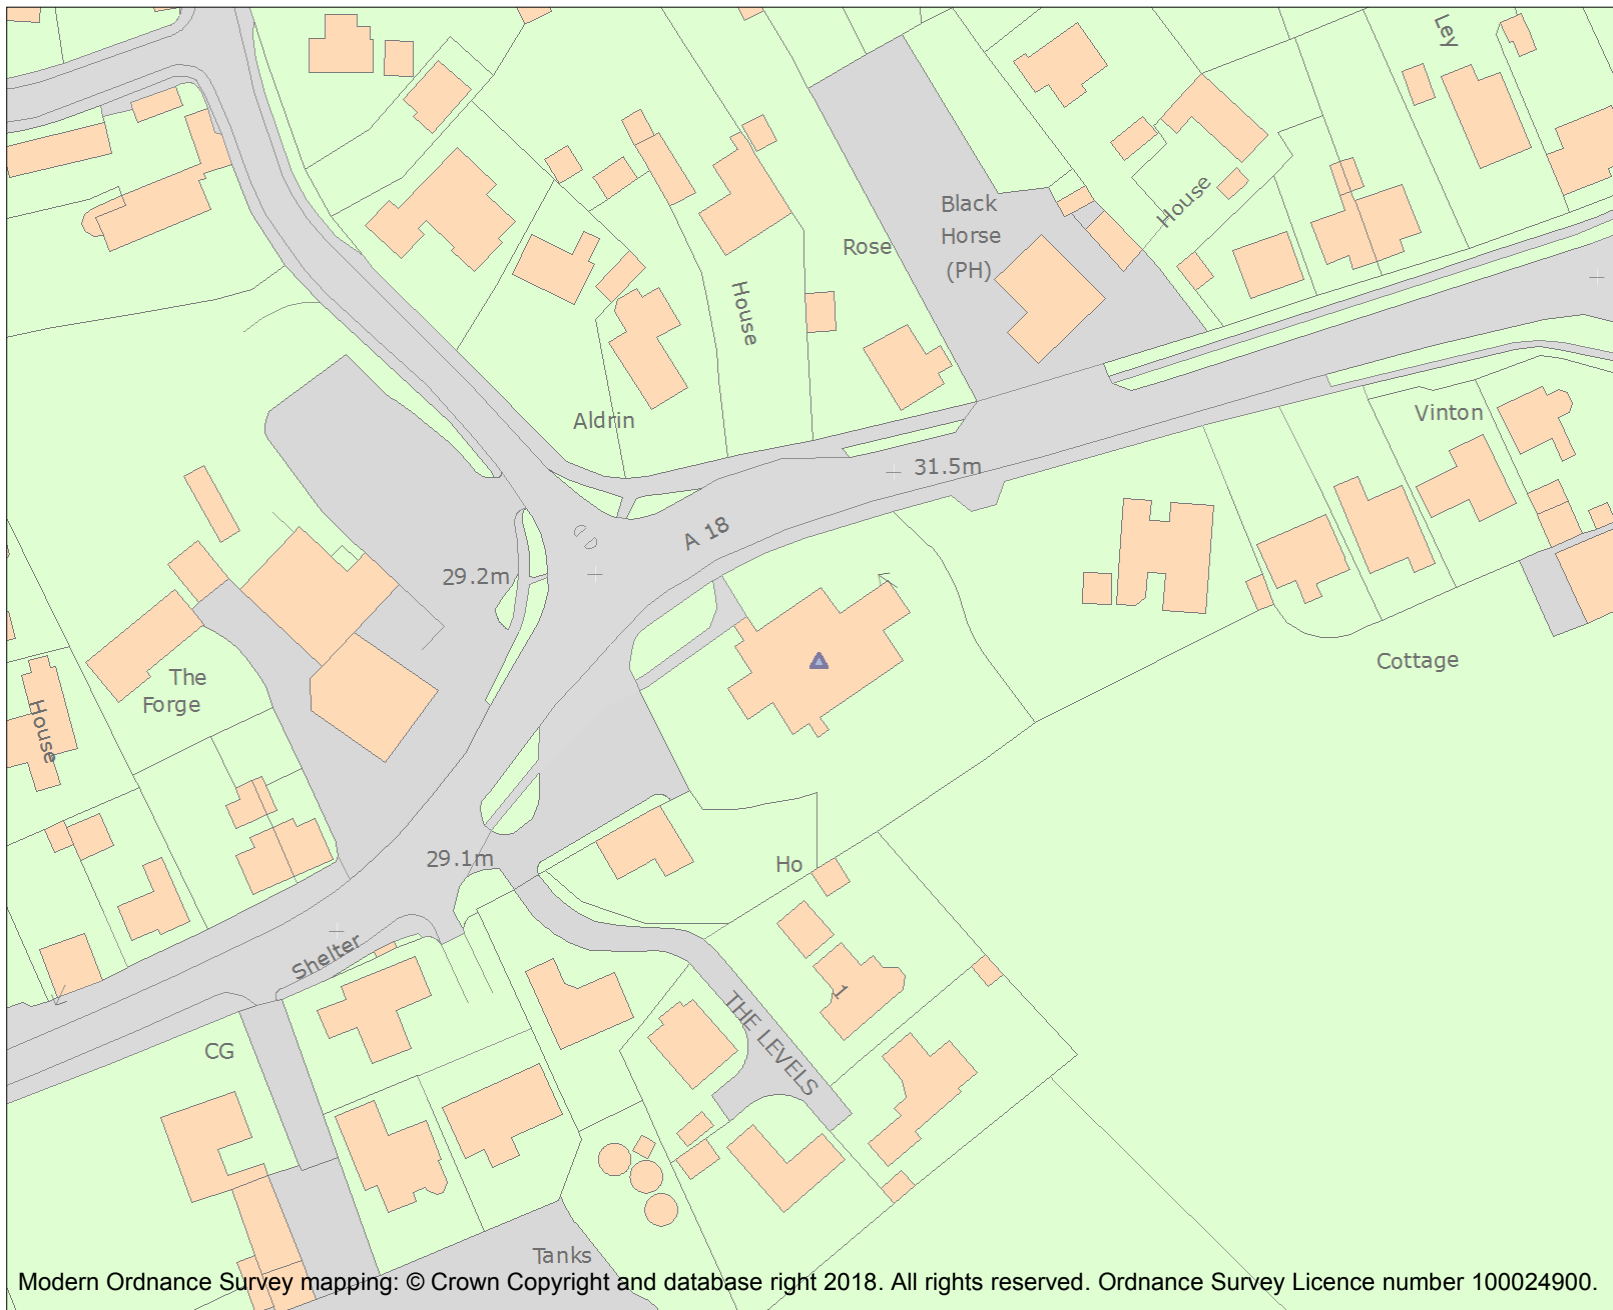 Ley
House
Black
Horse
(PH)
Rose
House
Aldrin
Vinton
31.5m
A 18
29.2m
Cottage
The
Forge
House
29.1m
Ho
Shelter
1
THE LEVELS
CG
Tanks
Modern Ordnance Survey mapping: © Crown Copyright and database right 2018. All rights reserved. Ordnance Survey Licence number 100024900.